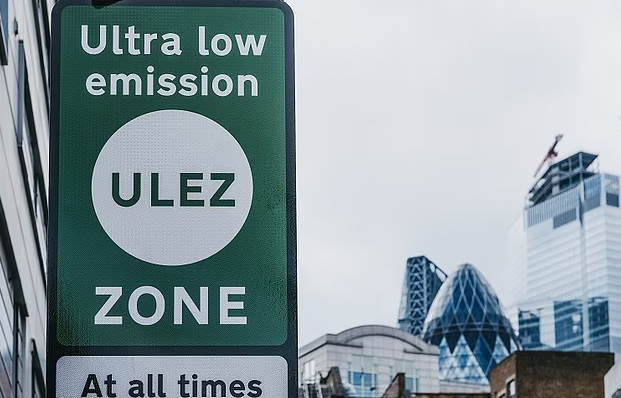 Ultra low
emission
ULEZ
ZONE
At all times